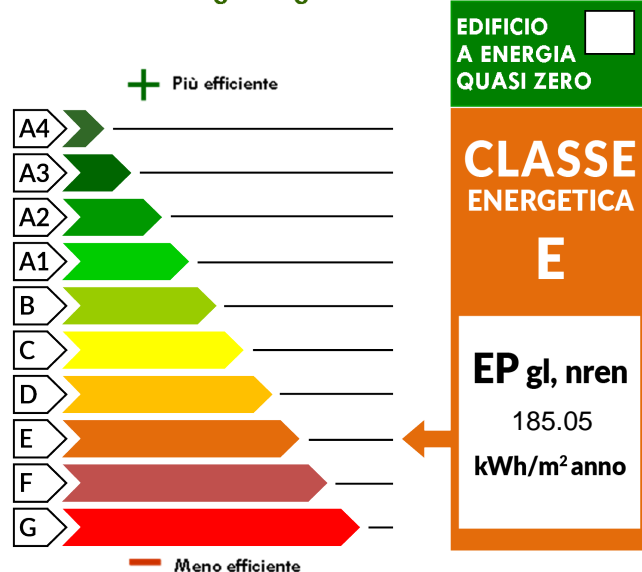 EDIFICIO
A ENERGIA
QUASI ZERO
Più efficiente
A4
A3
A2
A1
B
C
D
E
F
G
Meno efficiente
CLASSE
ENERGETICA
E
EP gl, nren
185.05
kWh/m² anno